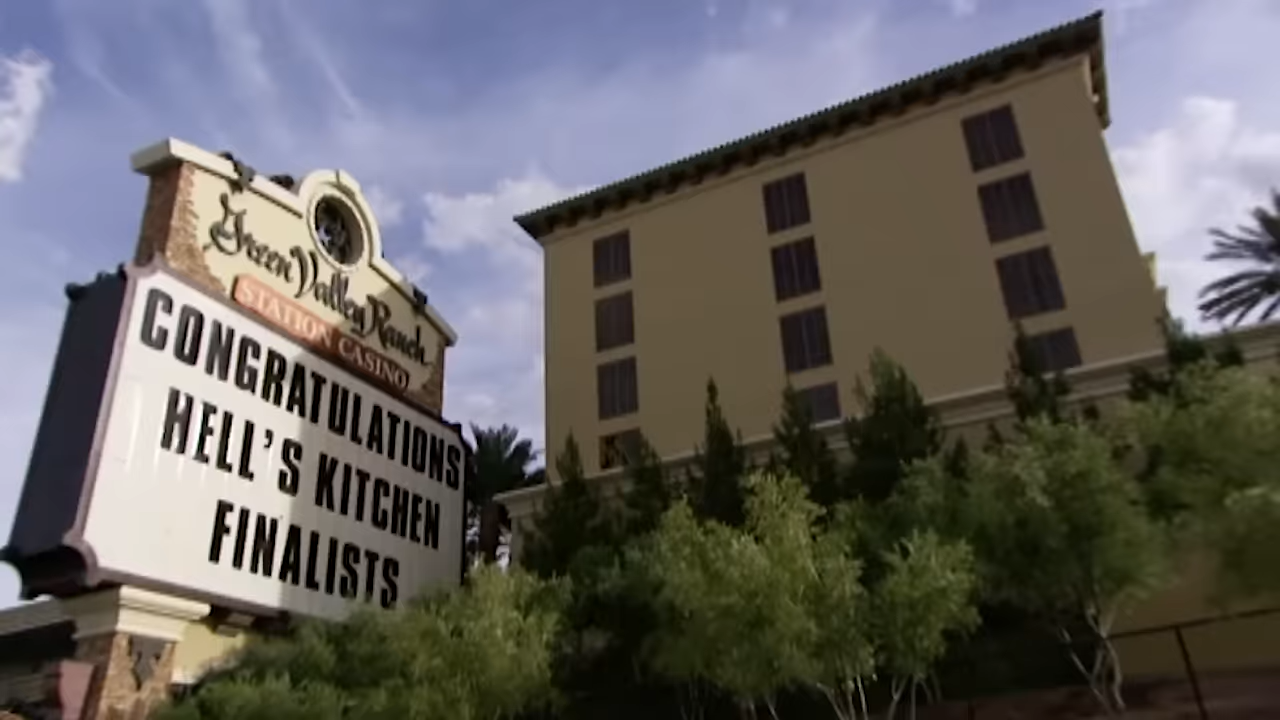 Green Valley Ranch
STATION CASINO
CONGRATULATIONS
HELL'S KITCHEN
FINALISTS